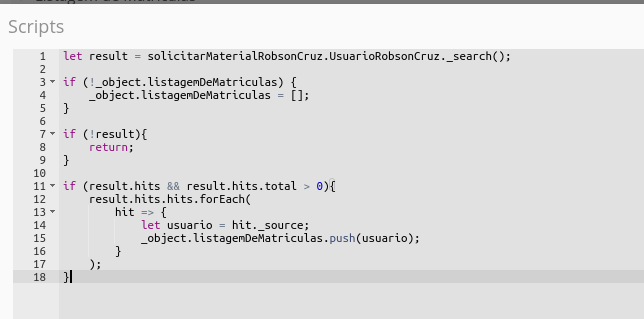 Scripts
1 let result = solicitarMaterialRobsonCruz.UsuarioRobsonCruz._search();
2
3 if (!_object.listagemDeMatriculas) {
4 _object.listagemDeMatriculas = [];
5 }
6
7 if (!result){
8 return;
9 }
10
11 if (result.hits && result.hits.total > 0){
12 result.hits.hits.forEach(
13 hit => {
14 let usuario = hit._source;
15 _object.listagemDeMatriculas.push(usuario);
16 }
17 );
18 }